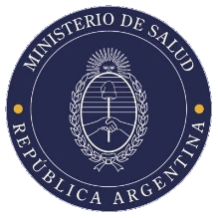 MINISTERIO DE SALUD
REPÚBLICA ARGENTINA